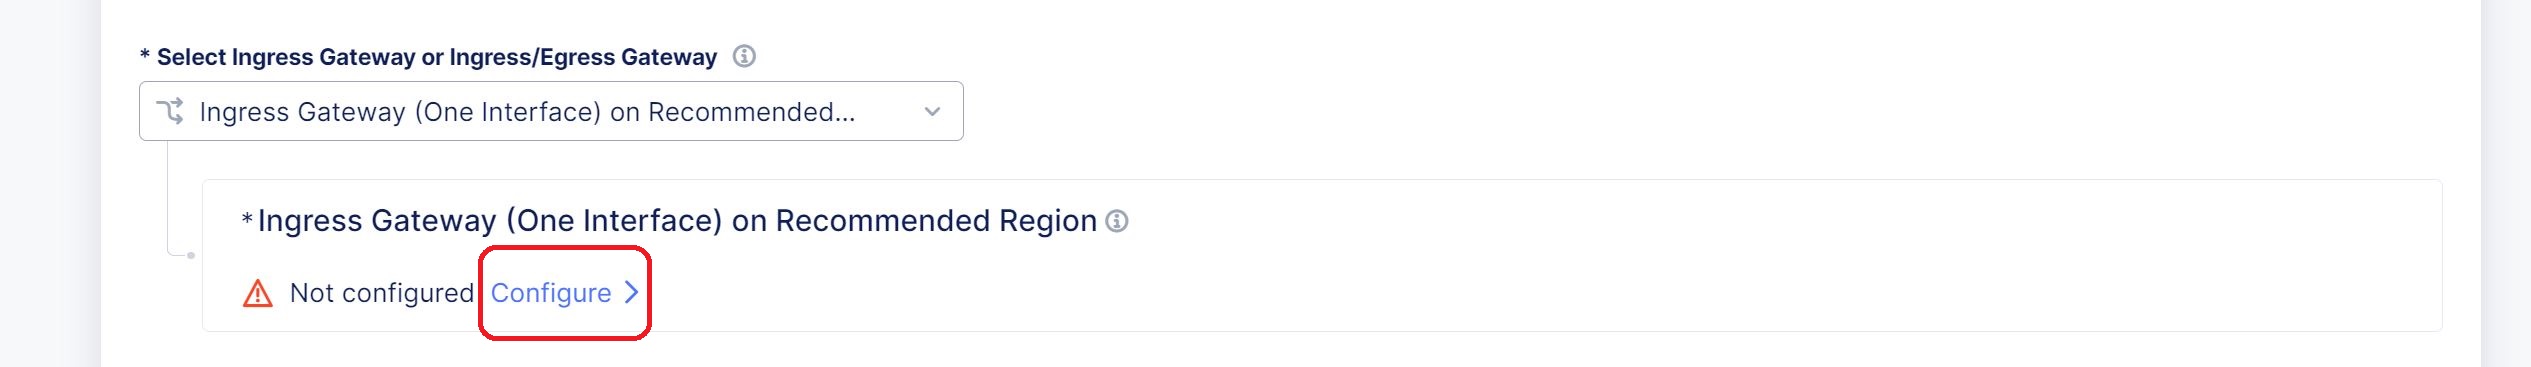 * Select Ingress Gateway or Ingress/Egress Gateway
Ingress Gateway (One Interface) on Recommended...
*Ingress Gateway (One Interface) on Recommended Region
Not configured Configure >